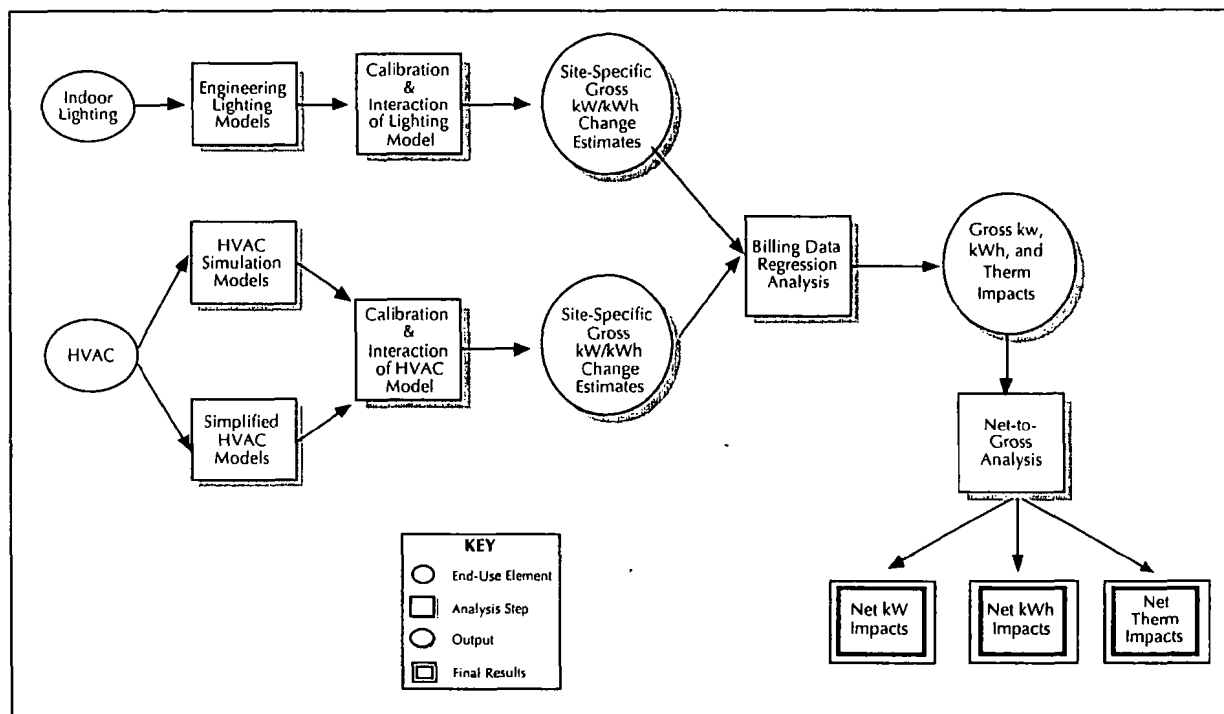 Indoor
Lighting
Engineering
Lighting
Models
Calibration
&
Interaction
of Lighting
Model
Site-Specific
Gross
kW/kWh
Change
Estimates
HVAC
HVAC
Simulation
Models
Simplified
HVAC
Models
Calibration
&
Interaction
of HVAC
Model
Site-Specific
Gross
kW/kWh
Change
Estimates
Billing Data
Regression
Analysis
Gross kw,
kWh, and
Therm
Impacts
Net-to-
Gross
Analysis
Net kW
Impacts
Net kWh
Impacts
Net
Therm
Impacts
KEY
End-Use Element
Analysis Step
Output
Final Results